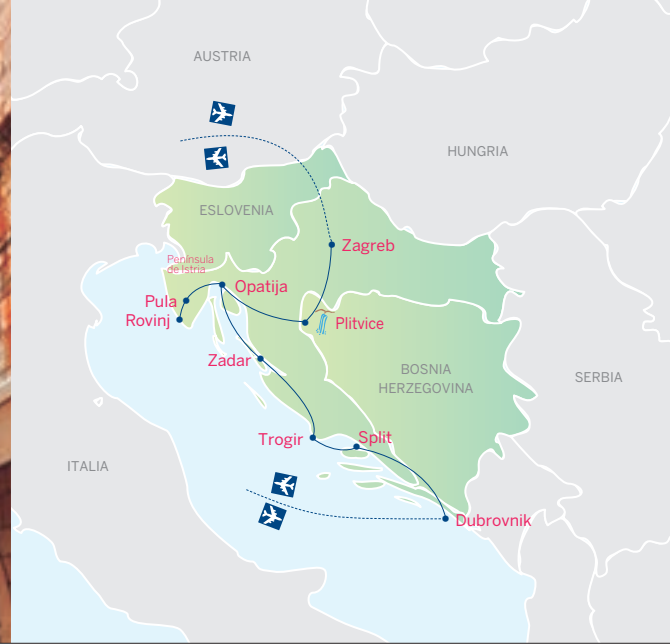 AUSTRIA
HUNGRIA
ESLOVENIA
Zagreb
Península
de Istria
Opatija
Pula
Rovinj
Plitvice
Zadar
BOSNIA
HERZEGOVINA
SERBIA
Trogir
Split
ITALIA
Dubrovnik